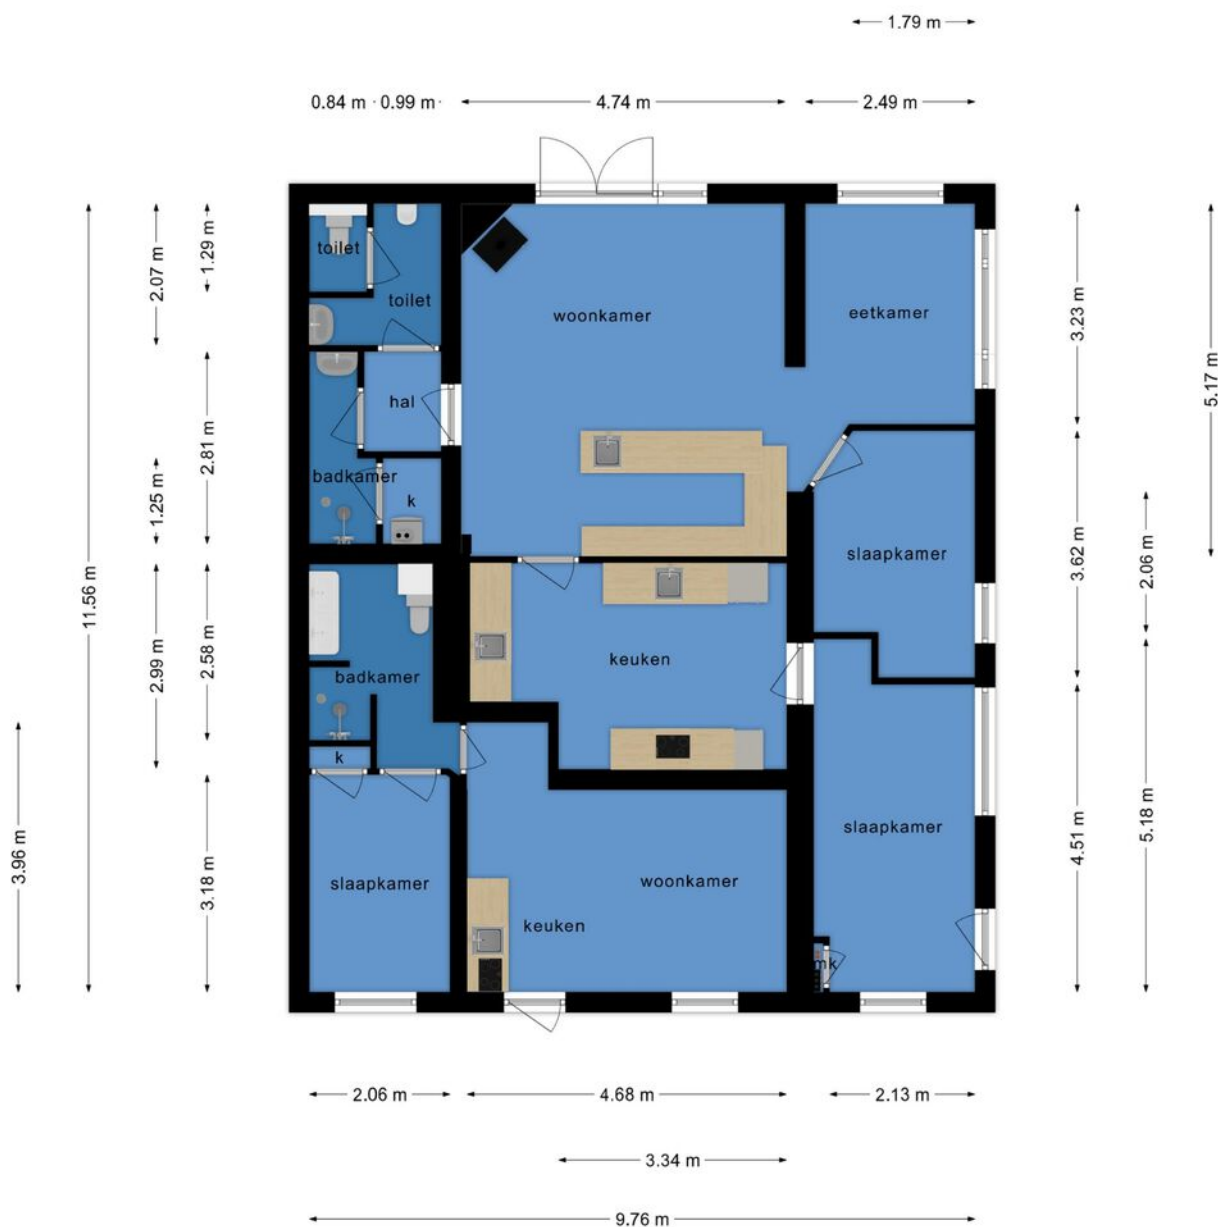 1.79 m
0.84 m
0.99 m
4.74 m
2.49 m
toilet
toilet
woonkamer
eetkamer
hal
badkamer
k
slaapkamer
keuken
badkamer
k
slaapkamer
slaapkamer
woonkamer
keuken
mk
11.56 m
3.96 m
2.07 m
2.99 m
1.25 m
1.29 m
2.81 m
2.58 m
3.18 m
3.23 m
3.62 m
4.51 m
2.06 m
5.18 m
5.17 m
2.06 m
4.68 m
2.13 m
3.34 m
9.76 m